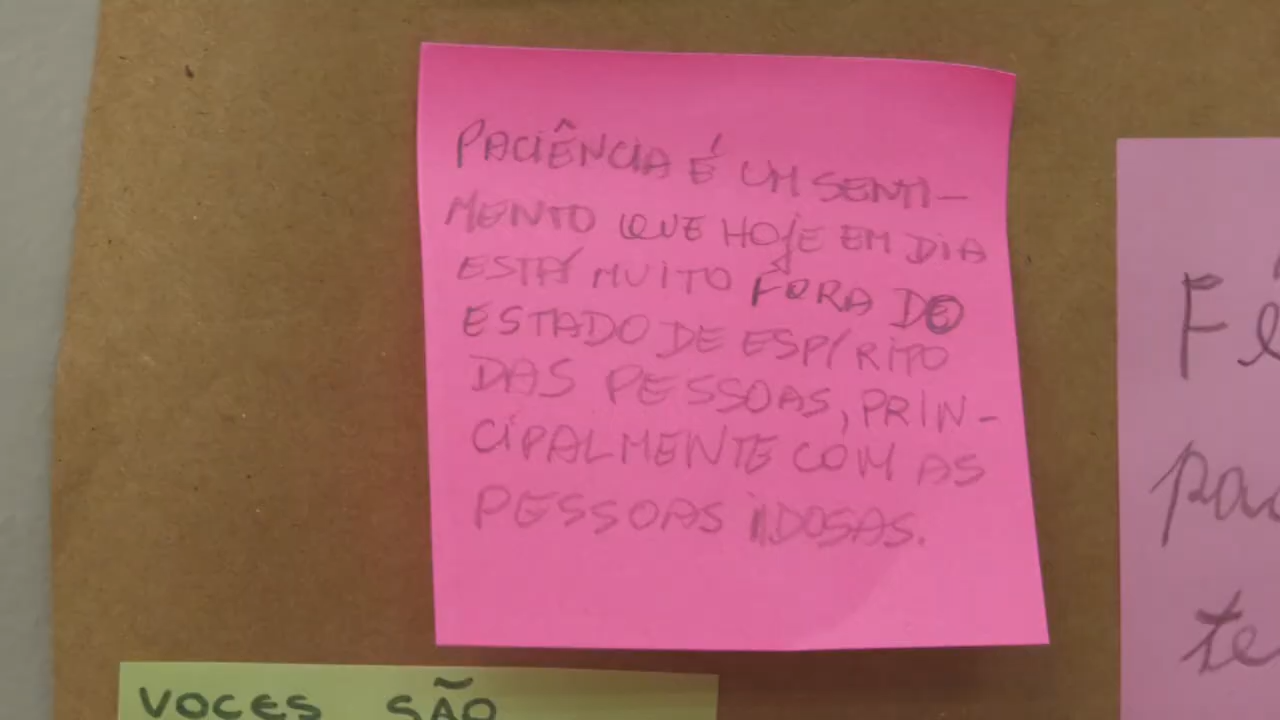 PACIÊNCIA É UM SENTI-
MENTO QUE HOJE EM DIA
ESTÁ MUITO FORA DO
ESTADO DE ESPÍRITO
DAS PESSOAS, PRIN-
CIPALMENTE COM AS
PESSOAS IDOSAS.
VOCES SÃO